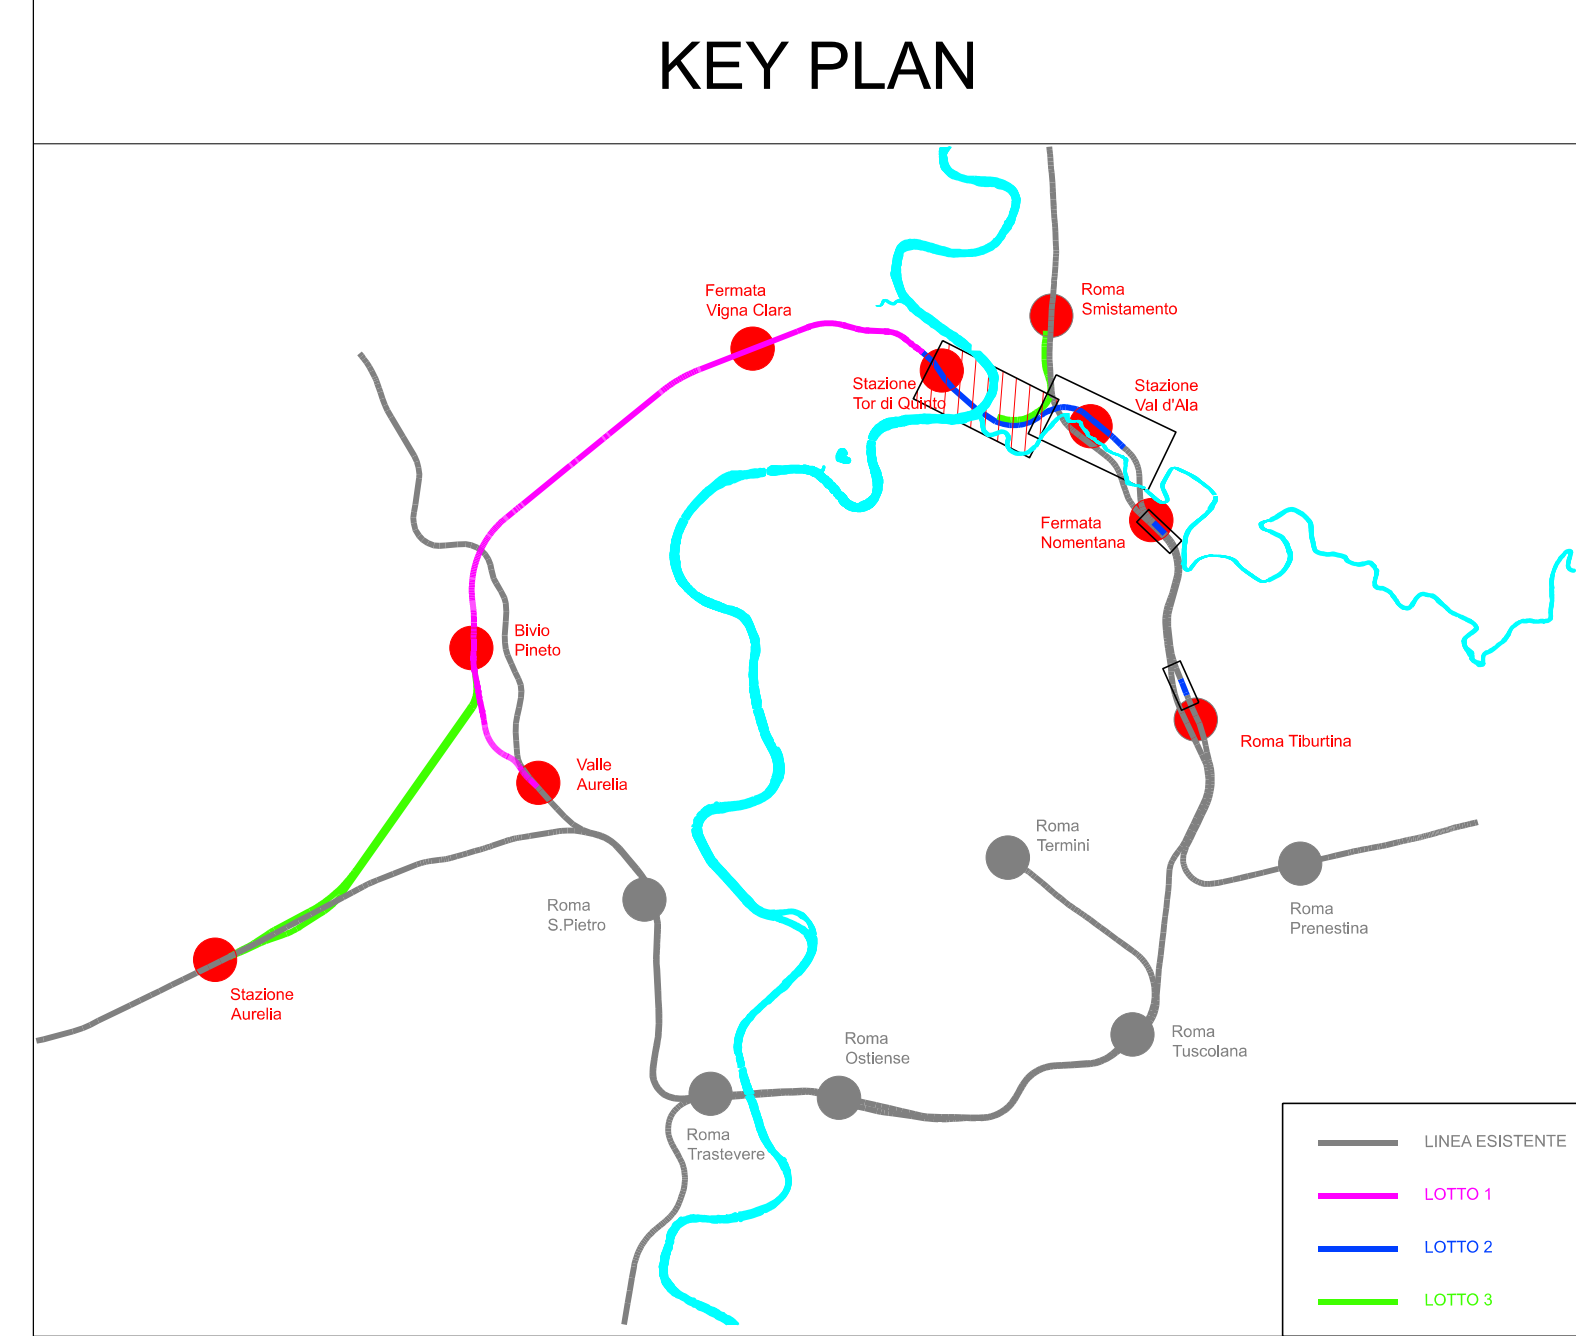 KEY PLAN
Roma
Smistamento
Fermata
Vigna Clara
Stazione
Tor di Quinto
Stazione
Val d'Ala
Fermata
Nomentana
Bivio
Pineto
Roma Tiburtina
Valle
Aurelia
Roma
Termini
Roma
S.Pietro
Roma
Prenestina
Stazione
Aurelia
Roma
Ostiense
Roma
Tuscolana
Roma
Trastevere
LINEA ESISTENTE
LOTTO 1
LOTTO 2
LOTTO 3